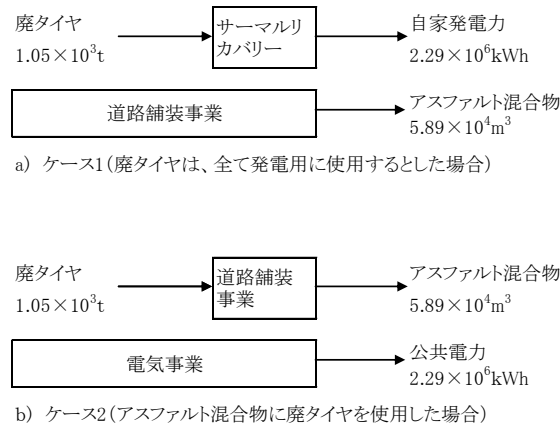 廃タイヤ
1.05×10³t
サーマルリ
カバリー
自家発電力
2.29×10⁶kWh
道路舗装事業
アスファルト混合物
5.89×10⁴m³
a) ケース1(廃タイヤは、全て発電用に使用するとした場合)
廃タイヤ
1.05×10³t
道路舗装
事業
アスファルト混合物
5.89×10⁴m³
電気事業
公共電力
2.29×10⁶kWh
b) ケース2(アスファルト混合物に廃タイヤを使用した場合)